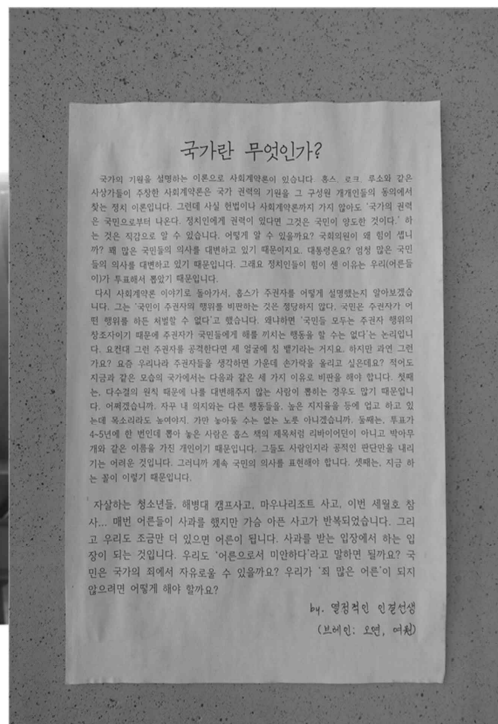 국가란 무엇인가?
국가의 기원을 설명하는 이론으로 사회계약론이 있습니다. 홉스, 로크, 루소와 같은
사상가들이 주장한 사회계약론은 국가 권력의 기원을 그 구성원 개개인들의 동의에서
찾는 정치 이론입니다. 그런데 사실 헌법이나 사회계약론까지 가지 않아도 '국가의 권력
은 국민으로부터 나온다. 정치인에게 권력이 있다면 그것은 국민이 양도한 것이다.' 하
는 것은 직감으로 알 수 있습니다. 어떻게 알 수 있을까요? 국회의원이 왜 힘이 셉니
까? 꽤 많은 국민들의 의사를 대변하고 있기 때문이지요. 대통령은요? 엄청 많은 국민
들의 의사를 대변하고 있기 때문입니다. 그래요 정치인들이 힘이 센 이유는 우리(어른들
이)가 투표해서 뽑았기 때문입니다.
다시 사회계약론 이야기로 돌아가서, 홉스가 주권자를 어떻게 설명했는지 알아보겠습
니다. 그는 '국민이 주권자의 행위를 비판하는 것은 정당하지 않다. 국민은 주권자가 어
떤 행위를 하든 처벌할 수 없다'고 했습니다. 왜냐하면 '국민들 모두는 주권자 행위의
창조자이기 때문에 주권자가 국민들에게 해를 끼치는 행동을 할 수는 없다'는 논리입니
다. 요컨대 그런 주권자를 공격한다면 제 얼굴에 침 뱉기라는 거지요. 하지만 과연 그런
가요? 요즘 우리나라 주권자들을 생각하면 가운데 손가락을 올리고 싶은데요? 적어도
지금과 같은 모습의 국가에서는 다음과 같은 세 가지 이유로 비판을 해야 합니다. 첫째
는, 다수결의 원칙 때문에 나를 대변해주지 않는 사람이 뽑히는 경우도 많기 때문입니
다. 어쩌겠습니까. 자꾸 내 의지와는 다른 행동들을, 높은 지지율을 등에 업고 하고 있
는데 목소리라도 높여야지. 가만 놓아둘 수는 없는 노릇 아니겠습니까. 둘째는, 투표가
4~5년에 한 번인데 뽑아 놓은 사람은 홉스 책의 제목처럼 리바이어던이 아니고 박아무
개와 같은 이름을 가진 개인이기 때문입니다. 그들도 사람인지라 공적인 판단만을 내리
기는 어려운 것입니다. 그러니까 계속 국민의 의사를 표현해야 합니다. 셋째는, 지금 하
는 꼴이 이렇기 때문입니다.
자살하는 청소년들, 해병대 캠프사고, 마우나리조트 사고, 이번 세월호 참
사... 매번 어른들이 사과를 했지만 가슴 아픈 사고가 반복되었습니다. 그리
고 우리도 조금만 더 있으면 어른이 됩니다. 사과를 받는 입장에서 하는 입
장이 되는 것입니다. 우리도 '어른으로서 미안하다'라고 말하면 될까요? 국
민은 국가의 죄에서 자유로울 수 있을까요? 우리가 '죄 많은 어른'이 되지
않으려면 어떻게 해야 할까요?
by. 열정적인 인걸선생
(브레인: 오연, 여원)